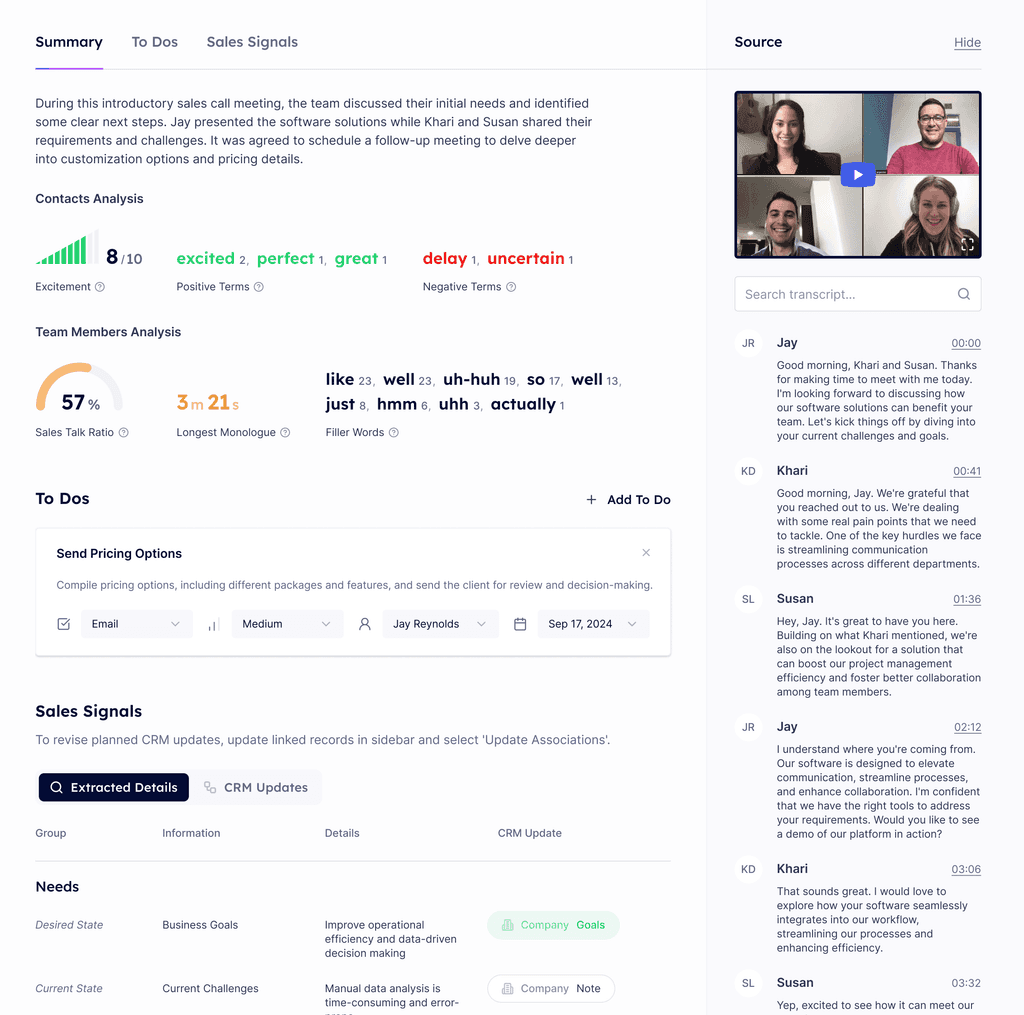 Summary
To Dos
Sales Signals
During this introductory sales call meeting, the team discussed their initial needs and identified
some clear next steps. Jay presented the software solutions while Khari and Susan shared their
requirements and challenges. It was agreed to schedule a follow-up meeting to delve deeper
into customization options and pricing details.
Contacts Analysis
8/10
Excitement
excited 2, perfect 1, great 1
Positive Terms
delay 1, uncertain 1
Negative Terms
Team Members Analysis
57 %
Sales Talk Ratio
3m 21s
Longest Monologue
like 23, well 23, uh-huh 19, so 17, well 13,
just 8, hmm 6, uhh 3, actually 1
Filler Words
To Dos
+ Add To Do
Send Pricing Options
Compile pricing options, including different packages and features, and send the client for review and decision-making.
Email
Medium
Jay Reynolds
Sep 17, 2024
Sales Signals
To revise planned CRM updates, update linked records in sidebar and select 'Update Associations'.
Extracted Details
CRM Updates
Group
Information
Details
CRM Update
Needs
Desired State
Business Goals
Improve operational
efficiency and data-driven
decision making
Company Goals
Current State
Current Challenges
Manual data analysis is
time-consuming and error-
Company Note
Source
Hide
Search transcript...
JR
Jay
00:00
Good morning, Khari and Susan. Thanks
for making time to meet with me today.
I'm looking forward to discussing how
our software solutions can benefit your
team. Let's kick things off by diving into
your current challenges and goals.
KD
Khari
00:41
Good morning, Jay. We're grateful that
you reached out to us. We're dealing
with some real pain points that we need
to tackle. One of the key hurdles we face
is streamlining communication
processes across different departments.
SL
Susan
01:36
Hey, Jay. It's great to have you here.
Building on what Khari mentioned, we're
also on the lookout for a solution that
can boost our project management
efficiency and foster better collaboration
among team members.
JR
Jay
02:12
I understand where you're coming from.
Our software is designed to elevate
communication, streamline processes,
and enhance collaboration. I'm confident
that we have the right tools to address
your requirements. Would you like to see
a demo of our platform in action?
KD
Khari
03:06
That sounds great. I would love to
explore how your software seamlessly
integrates into our workflow,
streamlining our processes and
enhancing efficiency.
SL
Susan
03:32
Yep, excited to see how it can meet our